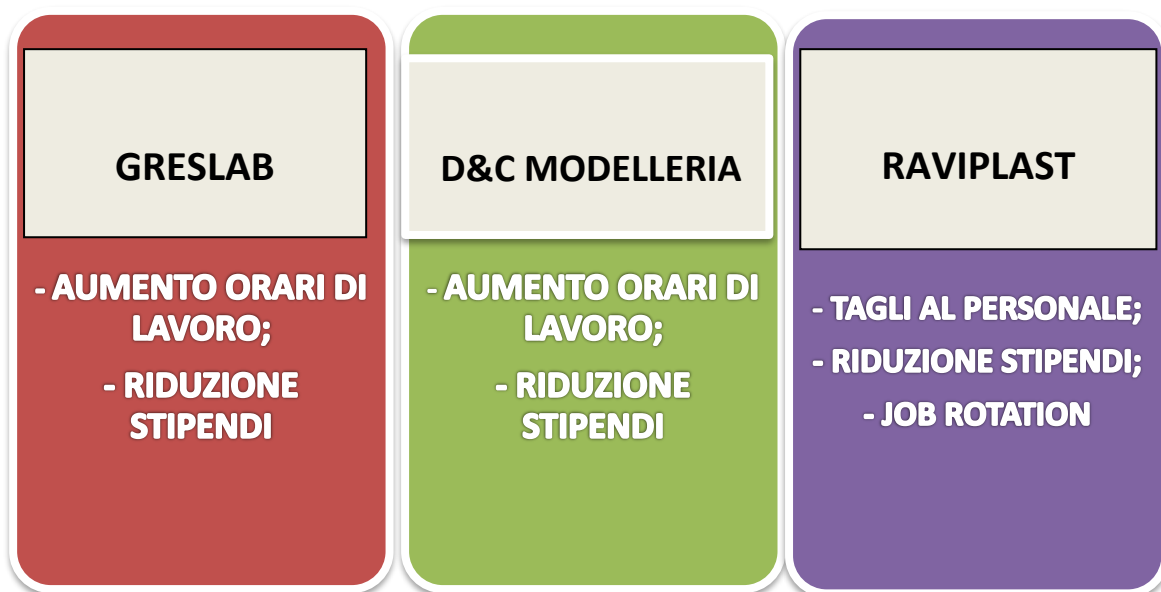 GRESLAB
- AUMENTO ORARI DI
LAVORO;
- RIDUZIONE
STIPENDI
D&C MODELLERIA
- AUMENTO ORARI DI
LAVORO;
- RIDUZIONE
STIPENDI
RAVIPLAST
- TAGLI AL PERSONALE;
- RIDUZIONE STIPENDI;
- JOB ROTATION